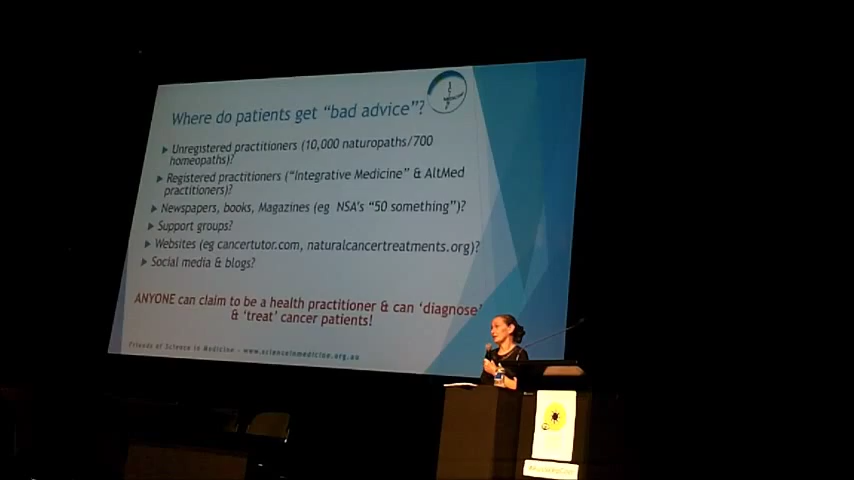 Where do patients get “bad advice”?
Unregistered practitioners (10,000 naturopaths/700
homeopaths)?
Registered practitioners (“Integrative Medicine” & AltMed
practitioners)?
Newspapers, books, Magazines (eg NSA's “50 something”)?
Support groups?
Websites (eg cancertutor.com, naturalcancertreatments.org)?
Social media & blogs?
ANYONE can claim to be a health practitioner & can ‘diagnose’
& ‘treat’ cancer patients!
Friends of Science in Medicine - www.scienceinmedicine.org.au